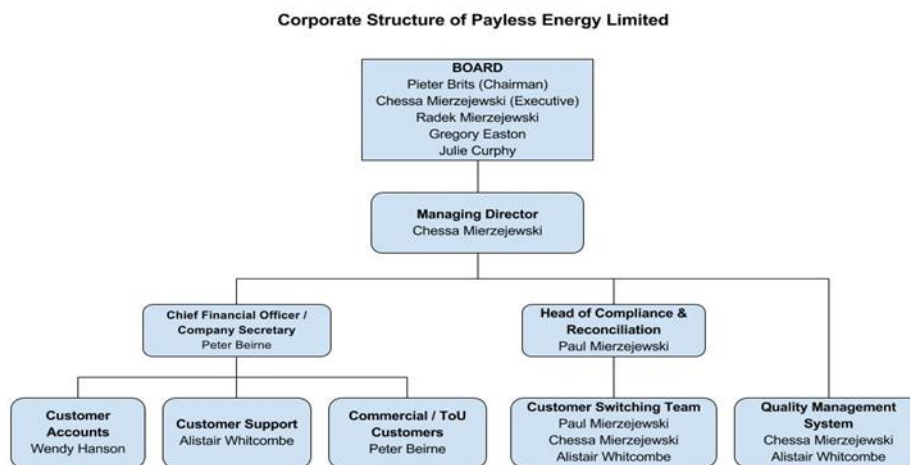 Corporate Structure of Payless Energy Limited
BOARD
Pieter Brits (Chairman)
Chessa Mierzejewski (Executive)
Radek Mierzejewski
Gregory Easton
Julie Curphy
Managing Director
Chessa Mierzejewski
Chief Financial Officer /
Company Secretary
Peter Beirne
Head of Compliance &
Reconciliation
Paul Mierzejewski
Customer
Accounts
Wendy Hanson
Customer Support
Alistair Whitcombe
Commercial / ToU
Customers
Peter Beirne
Customer Switching Team
Paul Mierzejewski
Chessa Mierzejewski
Alistair Whitcombe
Quality Management
System
Chessa Mierzejewski
Alistair Whitcombe